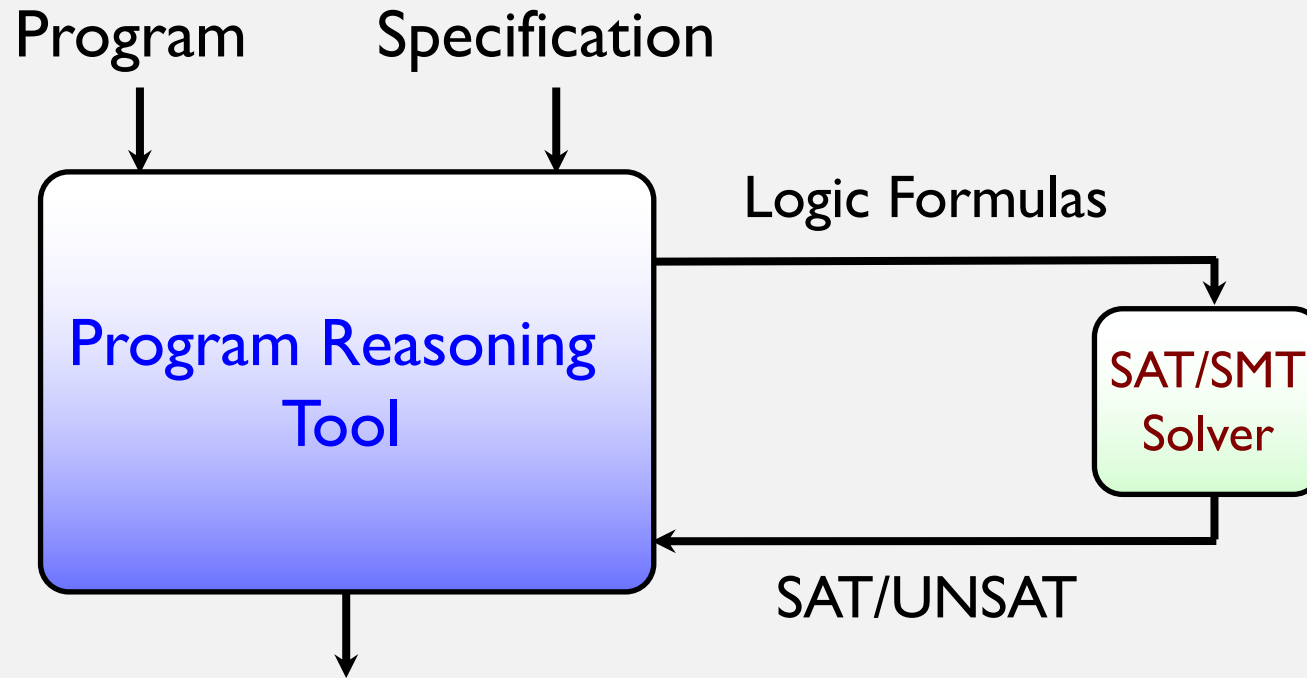 Program
Specification
Logic Formulas
Program Reasoning
Tool
SAT/SMT
Solver
SAT/UNSAT